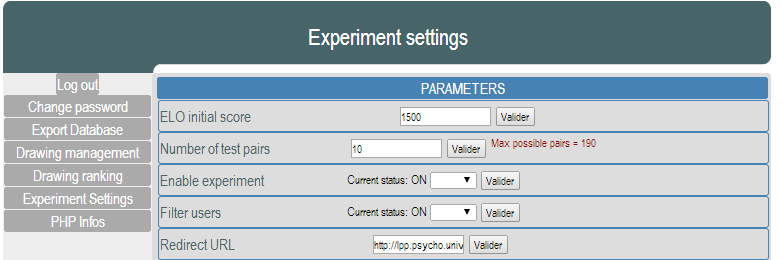 Experiment settings
Log out
Change password
Export Database
Drawing management
Drawing ranking
Experiment Settings
PHP Infos
PARAMETERS
ELO initial score 1500 Valider
Number of test pairs 10 Valider Max possible pairs = 190
Enable experiment Current status: ON Valider
Filter users Current status: ON Valider
Redirect URL http://lpp.psycho.univ Valider